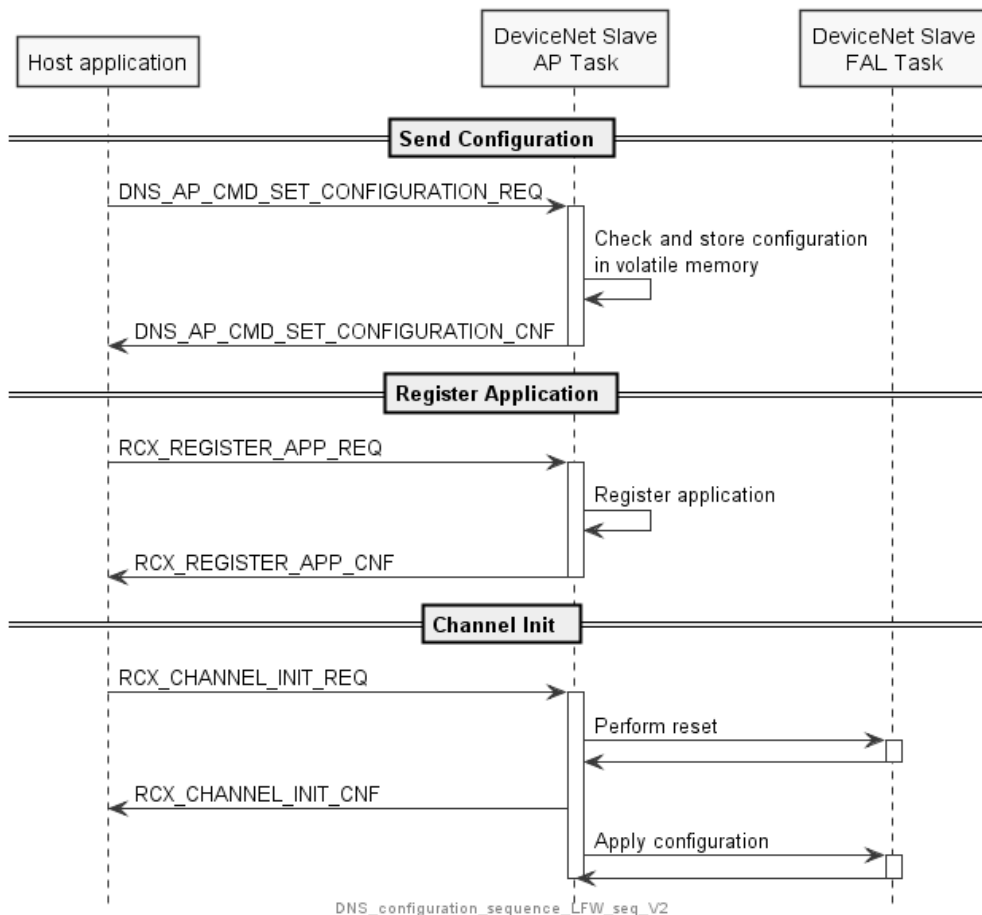 Host application
DeviceNet Slave
AP Task
DeviceNet Slave
FAL Task
Send Configuration
DNS_AP_CMD_SET_CONFIGURATION_REQ
Check and store configuration
in volatile memory
DNS_AP_CMD_SET_CONFIGURATION_CNF
Register Application
RCX_REGISTER_APP_REQ
Register application
RCX_REGISTER_APP_CNF
Channel Init
RCX_CHANNEL_INIT_REQ
Perform reset
RCX_CHANNEL_INIT_CNF
Apply configuration
DNS_configuration_sequence_LFW_seq_V2